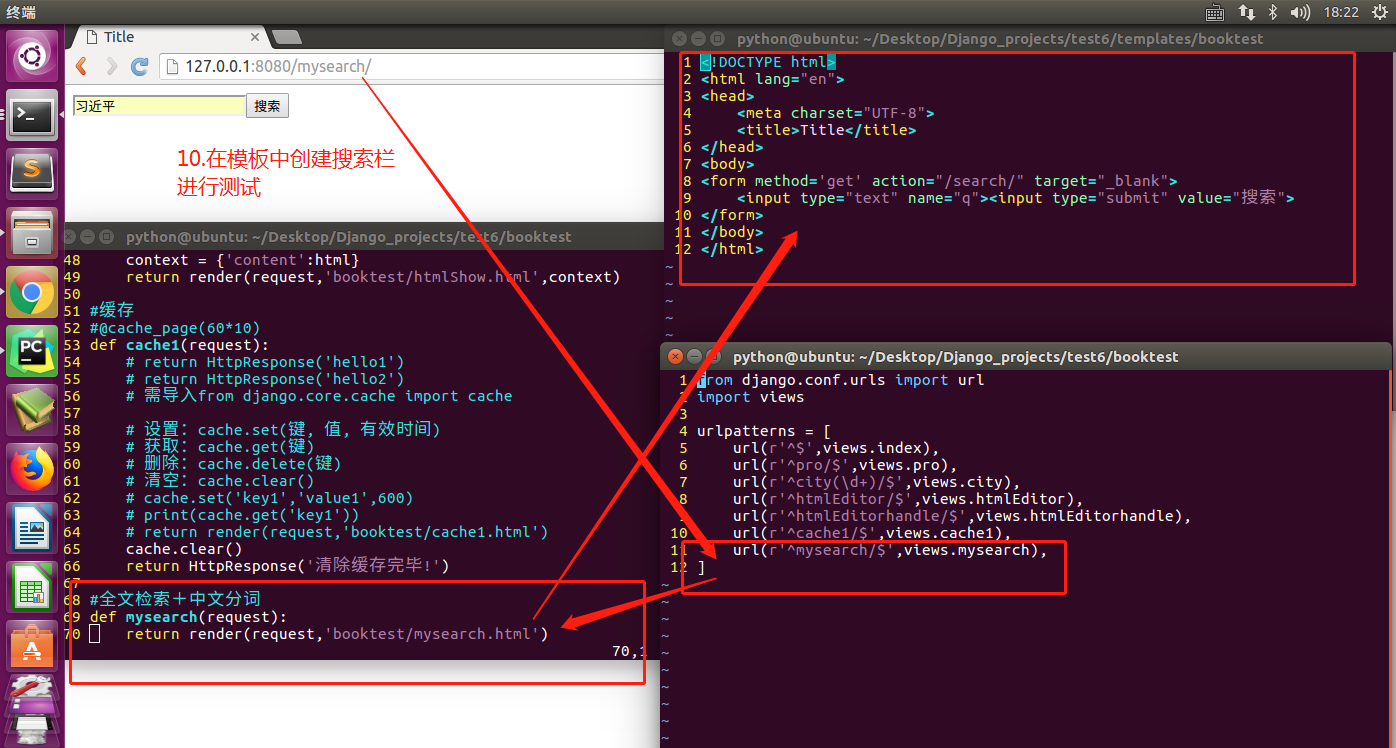 终端
18:22
Title
127.0.0.1:8080/mysearch/
习近平
搜索
10.在模板中创建搜索栏
进行测试
python@ubuntu: ~/Desktop/Django_projects/test6/booktest
48     context = {'content':html}
49     return render(request,'booktest/htmlShow.html',context)
50
51 #缓存
52 #@cache_page(60*10)
53 def cache1(request):
54     # return HttpResponse('hello1')
55     # return HttpResponse('hello2')
56     # 需导入from django.core.cache import cache
57
58     # 设置：cache.set(键, 值, 有效时间)
59     # 获取：cache.get(键)
60     # 删除：cache.delete(键)
61     # 清空：cache.clear()
62     # cache.set('key1','value1',600)
63     # print(cache.get('key1'))
64     # return render(request,'booktest/cache1.html')
65     cache.clear()
66     return HttpResponse('清除缓存完毕!')
67
68 #全文检索＋中文分词
69 def mysearch(request):
70     return render(request,'booktest/mysearch.html')
70,1
python@ubuntu: ~/Desktop/Django_projects/test6/templates/booktest
1 <!DOCTYPE html>
2 <html lang="en">
3 <head>
4     <meta charset="UTF-8">
5     <title>Title</title>
6 </head>
7 <body>
8 <form method='get' action="/search/" target="_blank">
9     <input type="text" name="q"><input type="submit" value="搜索">
10 </form>
11 </body>
12 </html>
~
~
~
~
~
python@ubuntu: ~/Desktop/Django_projects/test6/booktest
1 from django.conf.urls import url
2 import views
3
4 urlpatterns = [
5     url(r'^$',views.index),
6     url(r'^pro/$',views.pro),
7     url(r'^city(\d+)/$',views.city),
8     url(r'^htmlEditor/$',views.htmlEditor),
9     url(r'^htmlEditorhandle/$',views.htmlEditorhandle),
10     url(r'^cache1/$',views.cache1),
11     url(r'^mysearch/$',views.mysearch),
12 ]
~
~
~
~
~
~
~
~
~
~